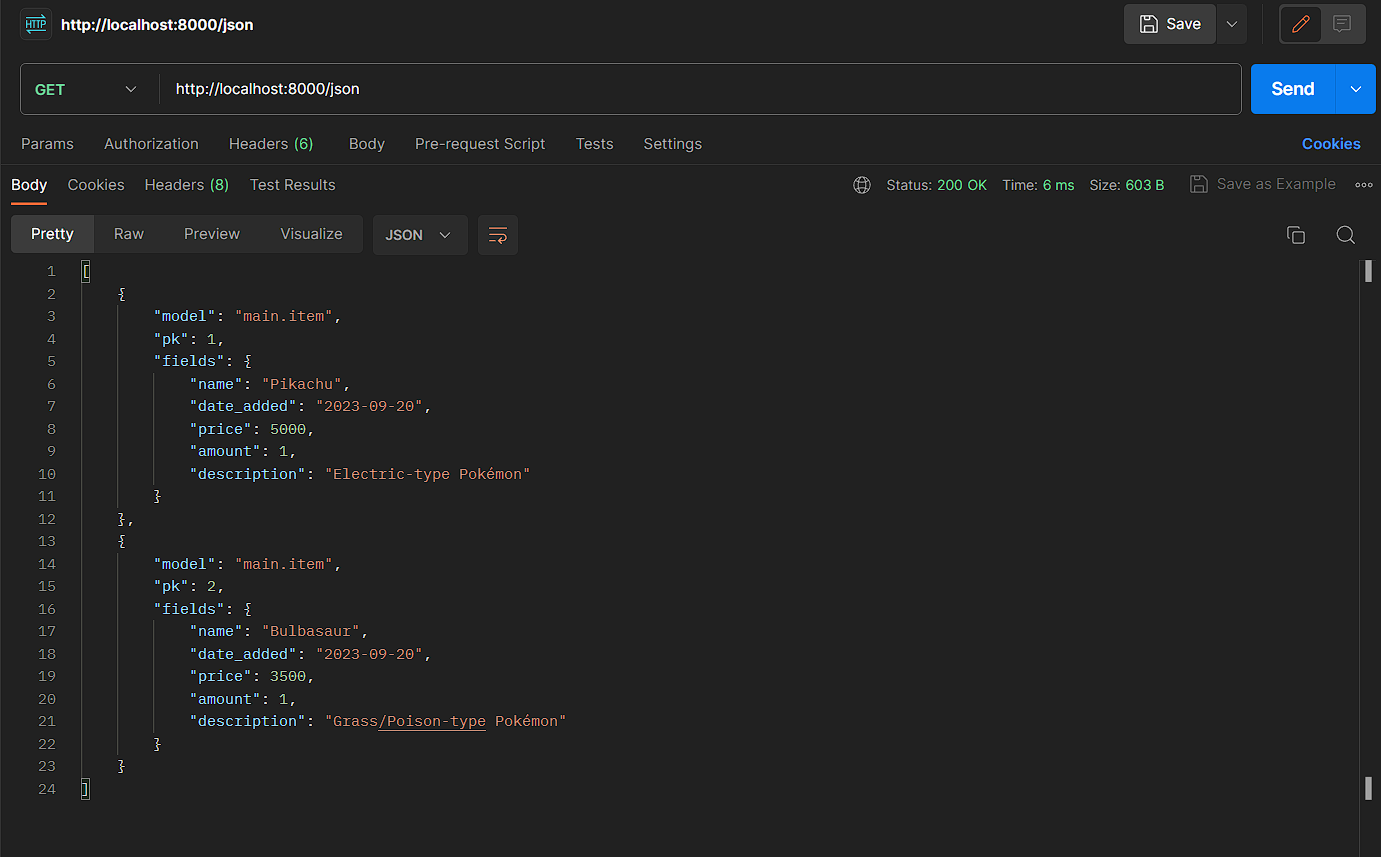 HTTP http://localhost:8000/json Save
GET http://localhost:8000/json Send
Params Authorization Headers (6) Body Pre-request Script Tests Settings Cookies
Body Cookies Headers (8) Test Results Status: 200 OK Time: 6 ms Size: 603 B Save as Example
Pretty Raw Preview Visualize JSON
1 [
2 {
3 "model": "main.item",
4 "pk": 1,
5 "fields": {
6 "name": "Pikachu",
7 "date_added": "2023-09-20",
8 "price": 5000,
9 "amount": 1,
10 "description": "Electric-type Pokémon"
11 }
12 },
13 {
14 "model": "main.item",
15 "pk": 2,
16 "fields": {
17 "name": "Bulbasaur",
18 "date_added": "2023-09-20",
19 "price": 3500,
20 "amount": 1,
21 "description": "Grass/Poison-type Pokémon"
22 }
23 }
24 ]